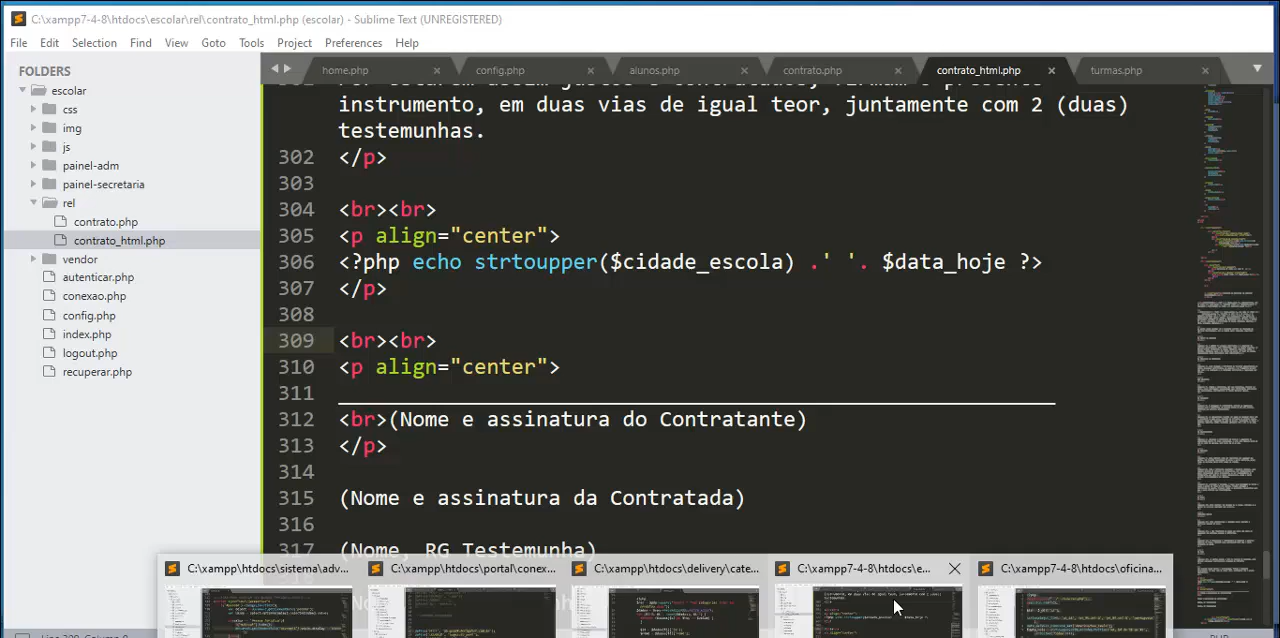 C:\xampp7-4-8\htdocs\escolar\rel\contrato_html.php (escolar) - Sublime Text (UNREGISTERED)
File Edit Selection Find View Goto Tools Project Preferences Help
FOLDERS
escolar
css
img
js
painel-adm
painel-secretaria
rel
contrato.php
contrato_html.php
vendor
autenticar.php
conexao.php
config.php
index.php
logout.php
recuperar.php
home.php × config.php × alunos.php × contrato.php × contrato_html.php × turmas.php ×
instrumento, em duas vias de igual teor, juntamente com 2 (duas)
testemunhas.
302 </p>
303
304 <br><br>
305 <p align="center">
306 <?php echo strtoupper($cidade_escola) .' '. $data_hoje ?>
307 </p>
308
309 <br><br>
310 <p align="center">
311
312 <br>(Nome e assinatura do Contratante)
313 </p>
314
315 (Nome e assinatura da Contratada)
316
317 (Nome, RG Testemunha)
C:\xampp\htdocs\sistema\adv... C:\xampp\htdocs\portal\conex... C:\xampp\htdocs\delivery\cate... C:\xampp7-4-8\htdocs\e... C:\xampp7-4-8\htdocs\oficina...